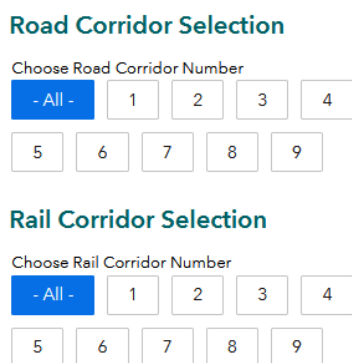 Road Corridor Selection
Choose Road Corridor Number
- All - 1 2 3 4
5 6 7 8 9
Rail Corridor Selection
Choose Rail Corridor Number
- All - 1 2 3 4
5 6 7 8 9